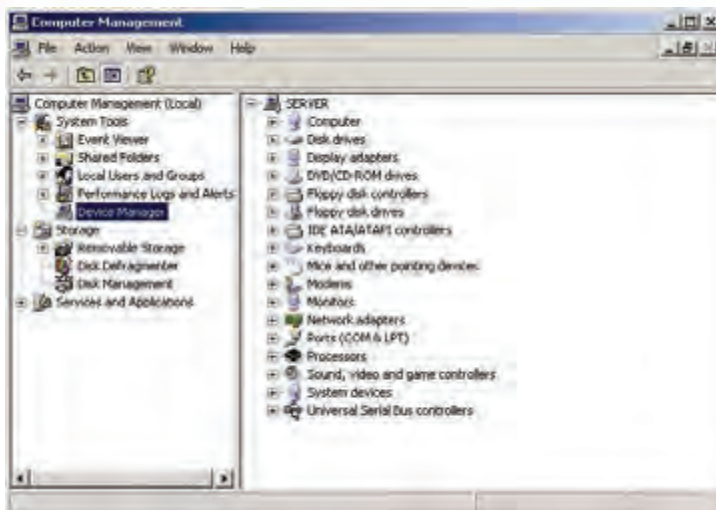 Computer Management
File Action View Window Help
Computer Management (Local)
System Tools
Event Viewer
Shared Folders
Local Users and Groups
Performance Logs and Alerts
Device Manager
Storage
Removable Storage
Disk Defragmenter
Disk Management
Services and Applications
SERVER
Computer
Disk drives
Display adapters
DVD/CD-ROM drives
Floppy disk controllers
Floppy disk drives
IDE ATA/ATAPI controllers
Keyboards
Mice and other pointing devices
Modems
Monitors
Network adapters
Ports (COM & LPT)
Processors
Sound, video and game controllers
System devices
Universal Serial Bus controllers